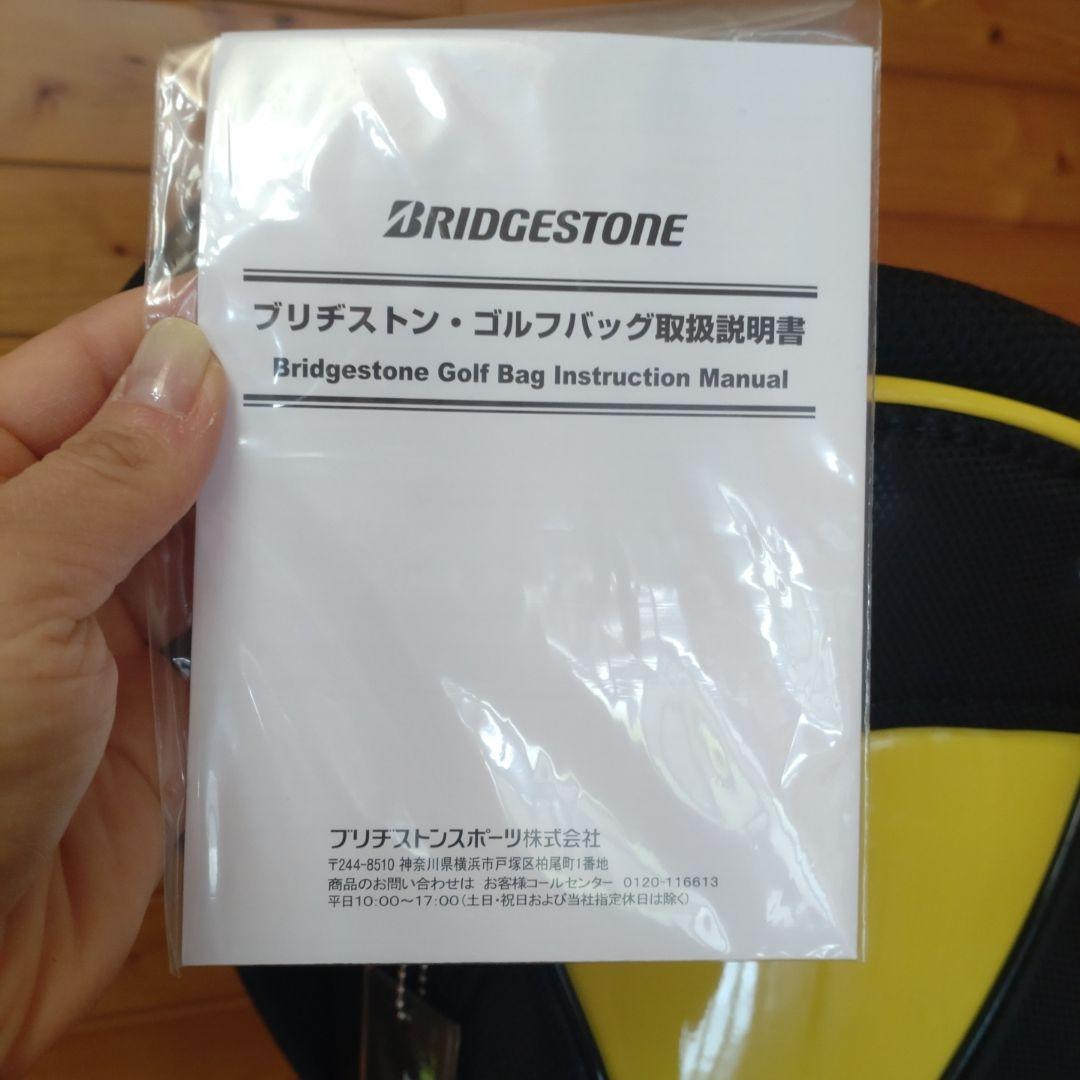 BRIDGESTONE
ブリヂストン・ゴルフバッグ取扱説明書
Bridgestone Golf Bag Instruction Manual
ブリヂストンスポーツ株式会社
〒244-8510 神奈川県横浜市戸塚区柏尾町1番地
商品のお問い合わせは お客様コールセンター 0120-116613
平日10:00〜17:00(土日・祝日および当社指定休日は除く)